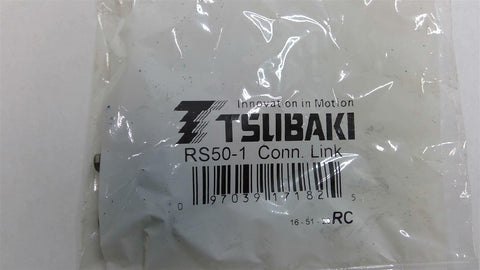 Innovation in Motion
TSUBAKI
RS50-1 Conn. Link
0 97039 17182 5
16-51- RC